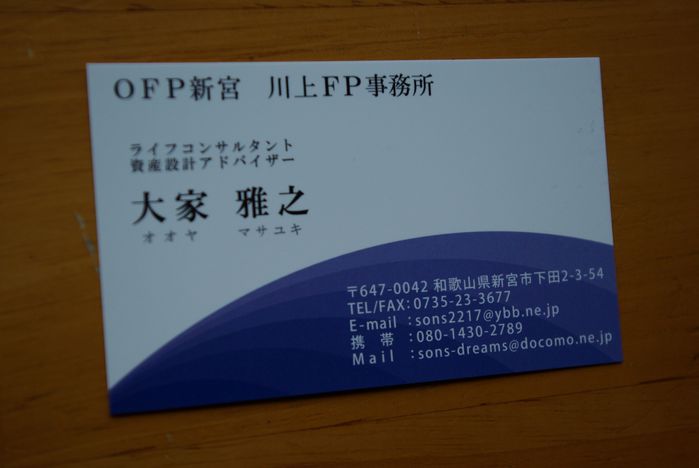 OFP新宮 川上FP事務所
ライフコンサルタント
資産設計アドバイザー
大家 雅之
オオヤ マサユキ
〒647-0042 和歌山県新宮市下田2-3-54
TEL/FAX:0735-23-3677
E-mail :sons2217@ybb.ne.jp
携 帯 :080-1430-2789
Mail :sons-dreams@docomo.ne.jp